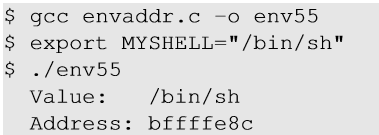 $ gcc envaddr.c -o env55
$ export MYSHELL="/bin/sh"
$ ./env55
Value: /bin/sh
Address: bffffe8c